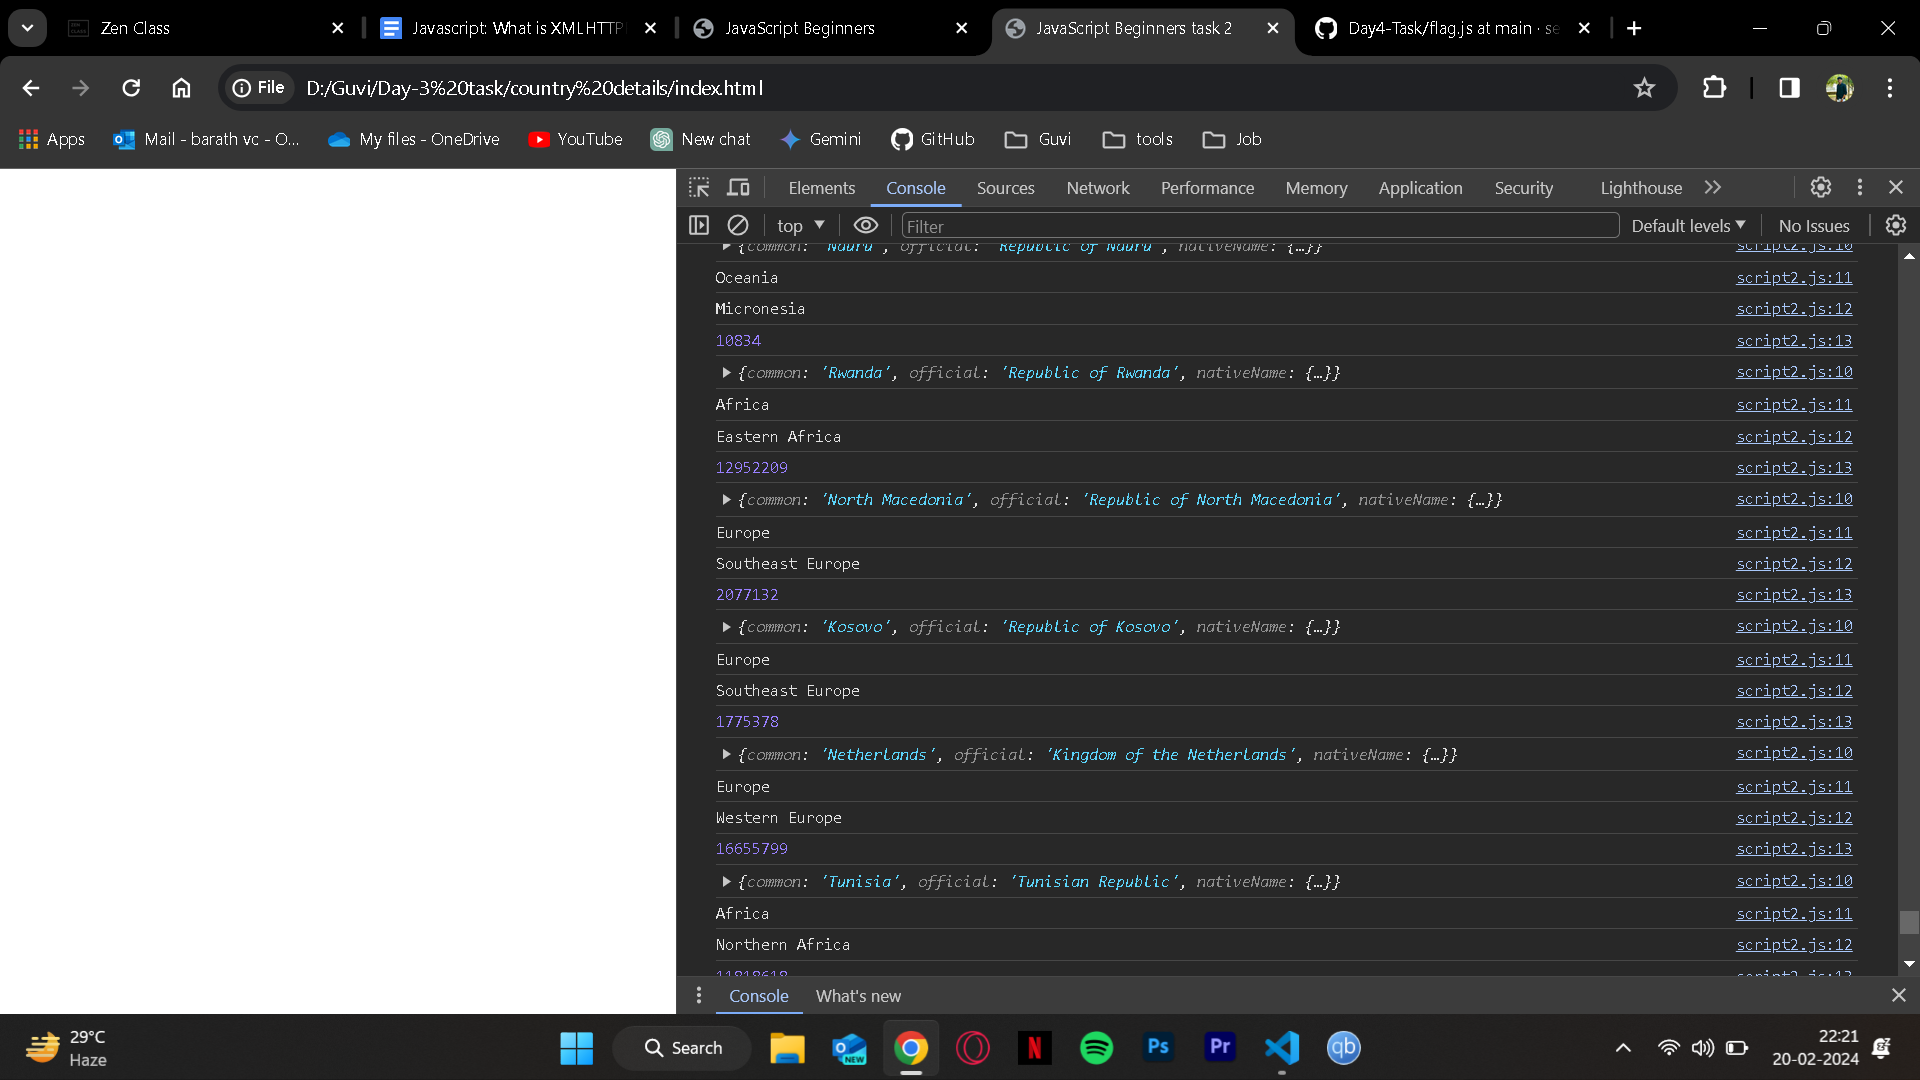 Zen Class
Javascript: What is XMLHTTP
JavaScript Beginners
JavaScript Beginners task 2
Day4-Task/flag.js at main · se
File
D:/Guvi/Day-3%20task/country%20details/index.html
Apps
Mail - barath vc - O...
My files - OneDrive
YouTube
New chat
Gemini
GitHub
Guvi
tools
Job
Elements
Console
Sources
Network
Performance
Memory
Application
Security
Lighthouse
top
Filter
Default levels
No Issues
{common: 'Nauru', official: 'Republic of Nauru', nativeName: {…}} script2.js:10
Oceania script2.js:11
Micronesia script2.js:12
10834 script2.js:13
{common: 'Rwanda', official: 'Republic of Rwanda', nativeName: {…}} script2.js:10
Africa script2.js:11
Eastern Africa script2.js:12
12952209 script2.js:13
{common: 'North Macedonia', official: 'Republic of North Macedonia', nativeName: {…}} script2.js:10
Europe script2.js:11
Southeast Europe script2.js:12
2077132 script2.js:13
{common: 'Kosovo', official: 'Republic of Kosovo', nativeName: {…}} script2.js:10
Europe script2.js:11
Southeast Europe script2.js:12
1775378 script2.js:13
{common: 'Netherlands', official: 'Kingdom of the Netherlands', nativeName: {…}} script2.js:10
Europe script2.js:11
Western Europe script2.js:12
16655799 script2.js:13
{common: 'Tunisia', official: 'Tunisian Republic', nativeName: {…}} script2.js:10
Africa script2.js:11
Northern Africa script2.js:12
11818618 script2.js:13
Console
What's new
29°C
Haze
NEW
Search
N
Ps
Pr
qb
22:21
20-02-2024